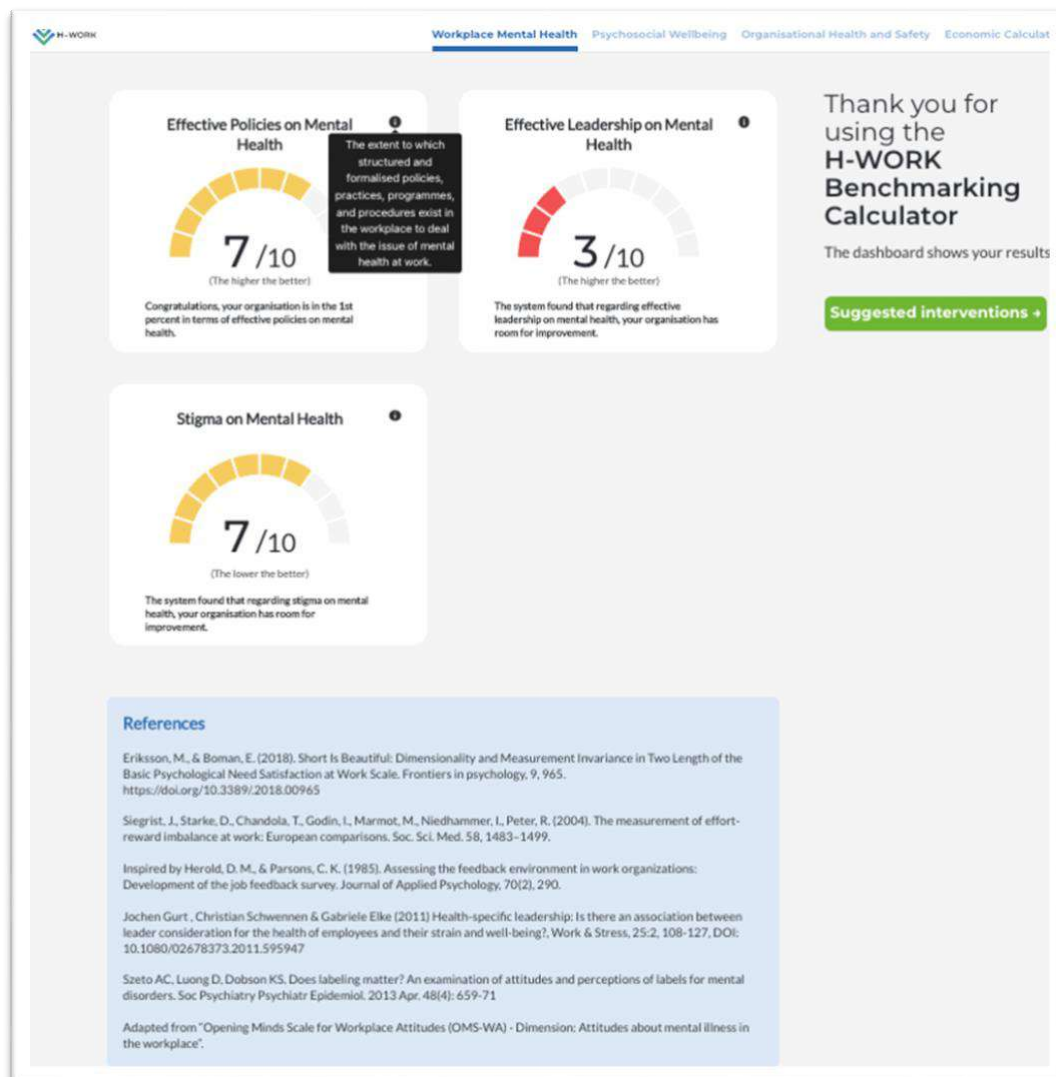 H-WORK
Workplace Mental Health Psychosocial Wellbeing Organisational Health and Safety Economic Calculat
Effective Policies on Mental
Health
The extent to which
structured and
formalised policies,
practices, programmes,
and procedures exist in
the workplace to deal
with the issue of mental
health at work.
7 /10
(The higher the better)
Congratulations, your organisation is in the 1st
percent in terms of effective policies on mental
health.
Effective Leadership on Mental
Health
3 /10
(The higher the better)
The system found that regarding effective
leadership on mental health, your organisation has
room for improvement.
Thank you for
using the
H-WORK
Benchmarking
Calculator
The dashboard shows your results
Suggested interventions →
Stigma on Mental Health
7 /10
(The lower the better)
The system found that regarding stigma on mental
health, your organisation has room for
improvement.
References
Eriksson, M., & Boman, E. (2018). Short Is Beautiful: Dimensionality and Measurement Invariance in Two Length of the
Basic Psychological Need Satisfaction at Work Scale. Frontiers in psychology, 9, 965.
https://doi.org/10.3389/.2018.00965
Siegrist, J., Starke, D., Chandola, T., Godin, I., Marmot, M., Niedhammer, I., Peter, R. (2004). The measurement of effort-
reward imbalance at work: European comparisons. Soc. Sci. Med. 58, 1483–1499.
Inspired by Herold, D. M., & Parsons, C. K. (1985). Assessing the feedback environment in work organizations:
Development of the job feedback survey. Journal of Applied Psychology, 70(2), 290.
Jochen Gurt , Christian Schwennen & Gabriele Elke (2011) Health-specific leadership: Is there an association between
leader consideration for the health of employees and their strain and well-being?, Work & Stress, 25:2, 108-127, DOI:
10.1080/02678373.2011.595947
Szeto AC, Luong D, Dobson KS. Does labeling matter? An examination of attitudes and perceptions of labels for mental
disorders. Soc Psychiatry Psychiatr Epidemiol. 2013 Apr. 48(4): 659-71
Adapted from "Opening Minds Scale for Workplace Attitudes (OMS-WA) - Dimension: Attitudes about mental illness in
the workplace".